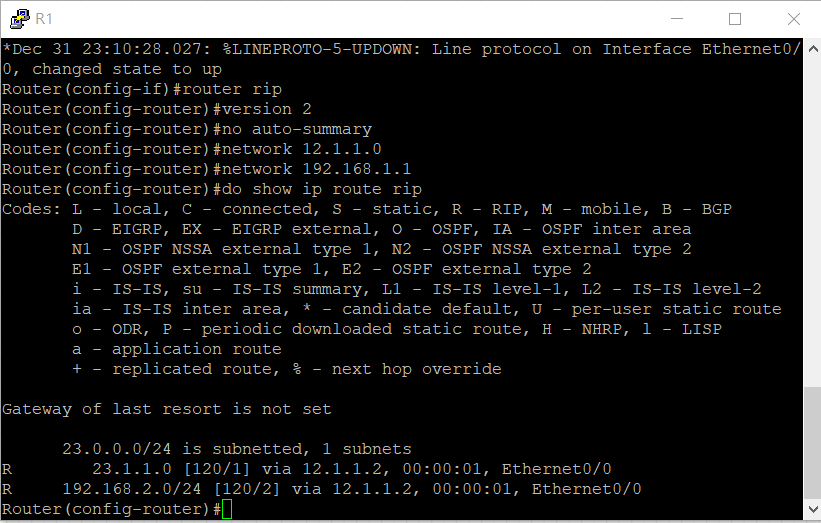 R1
*Dec 31 23:10:28.027: %LINEPROTO-5-UPDOWN: Line protocol on Interface Ethernet0/
0, changed state to up
Router(config-if)#router rip
Router(config-router)#version 2
Router(config-router)#no auto-summary
Router(config-router)#network 12.1.1.0
Router(config-router)#network 192.168.1.1
Router(config-router)#do show ip route rip
Codes: L - local, C - connected, S - static, R - RIP, M - mobile, B - BGP
       D - EIGRP, EX - EIGRP external, O - OSPF, IA - OSPF inter area
       N1 - OSPF NSSA external type 1, N2 - OSPF NSSA external type 2
       E1 - OSPF external type 1, E2 - OSPF external type 2
       i - IS-IS, su - IS-IS summary, L1 - IS-IS level-1, L2 - IS-IS level-2
       ia - IS-IS inter area, * - candidate default, U - per-user static route
       o - ODR, P - periodic downloaded static route, H - NHRP, l - LISP
       a - application route
       + - replicated route, % - next hop override
Gateway of last resort is not set
      23.0.0.0/24 is subnetted, 1 subnets
R        23.1.1.0 [120/1] via 12.1.1.2, 00:00:01, Ethernet0/0
R     192.168.2.0/24 [120/2] via 12.1.1.2, 00:00:01, Ethernet0/0
Router(config-router)#